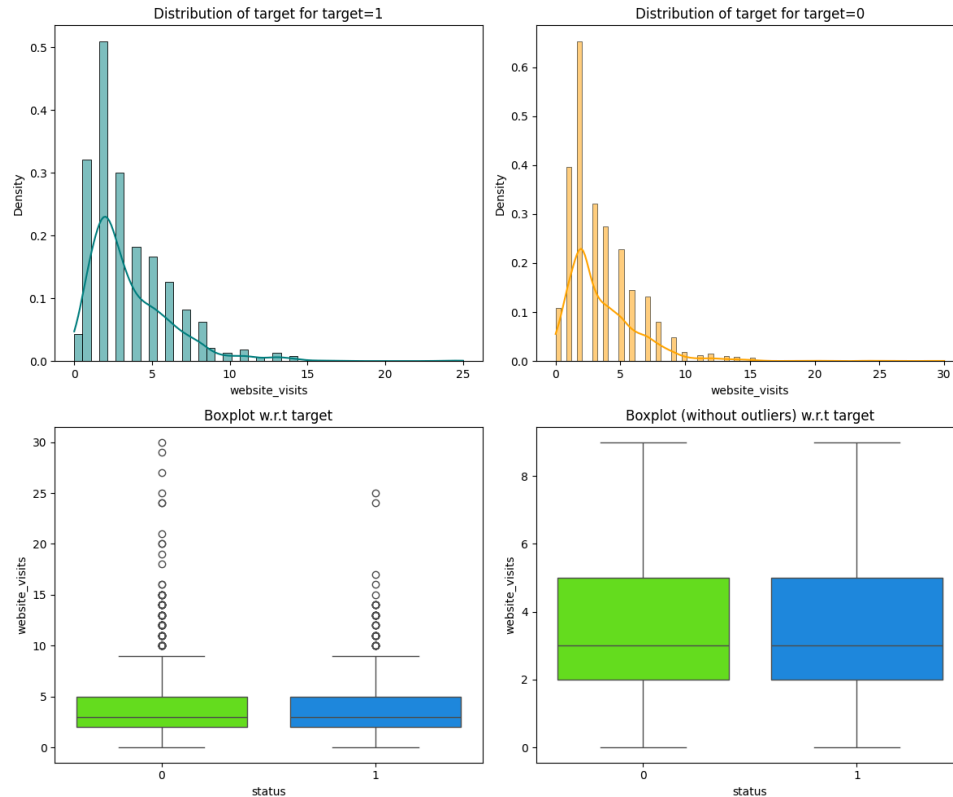 Distribution of target for target=1
0.5
0.4
0.3
0.2
0.1
0.0
Density
0 5 10 15 20 25
website_visits
Distribution of target for target=0
0.6
0.5
0.4
0.3
0.2
0.1
0.0
Density
0 5 10 15 20 25 30
website_visits
Boxplot w.r.t target
30
25
20
15
10
5
0
website_visits
0 1
status
Boxplot (without outliers) w.r.t target
8
6
4
2
0
website_visits
0 1
status